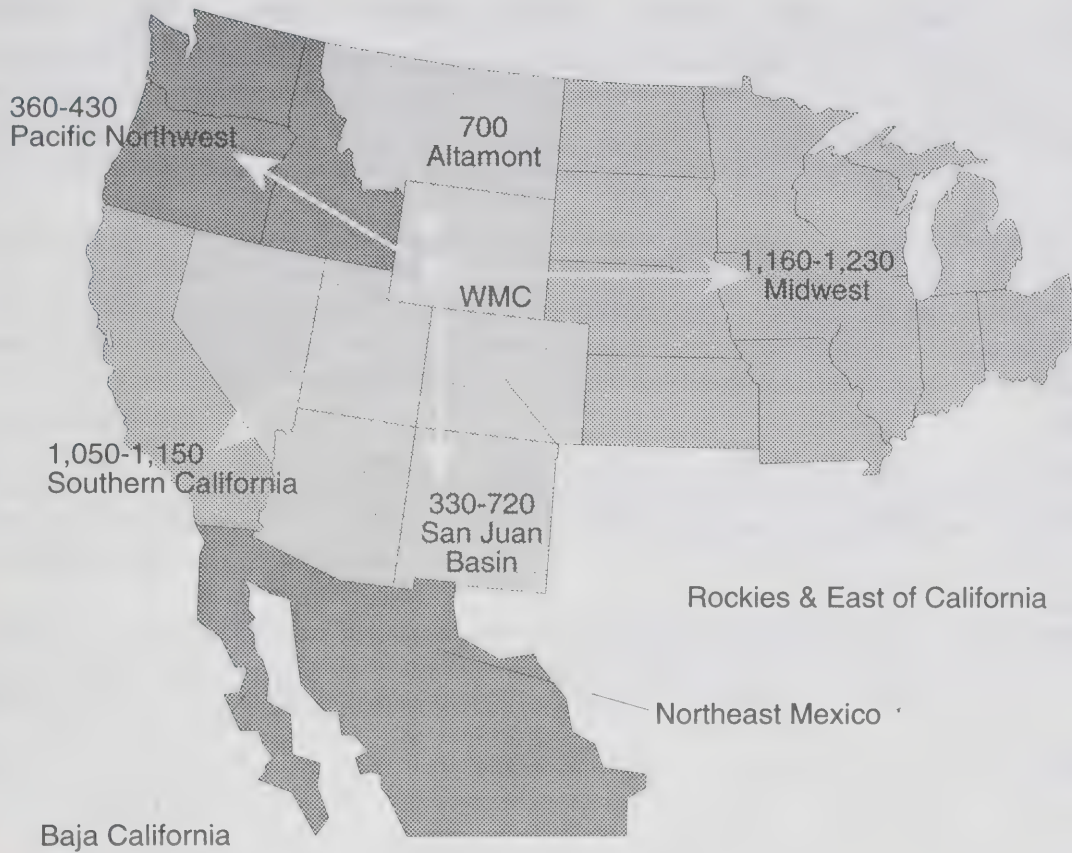 360-430
Pacific Northwest
700
Altamont
1,160-1,230
Midwest
WMC
1,050-1,150
Southern California
330-720
San Juan
Basin
Rockies & East of California
Northeast Mexico
Baja California